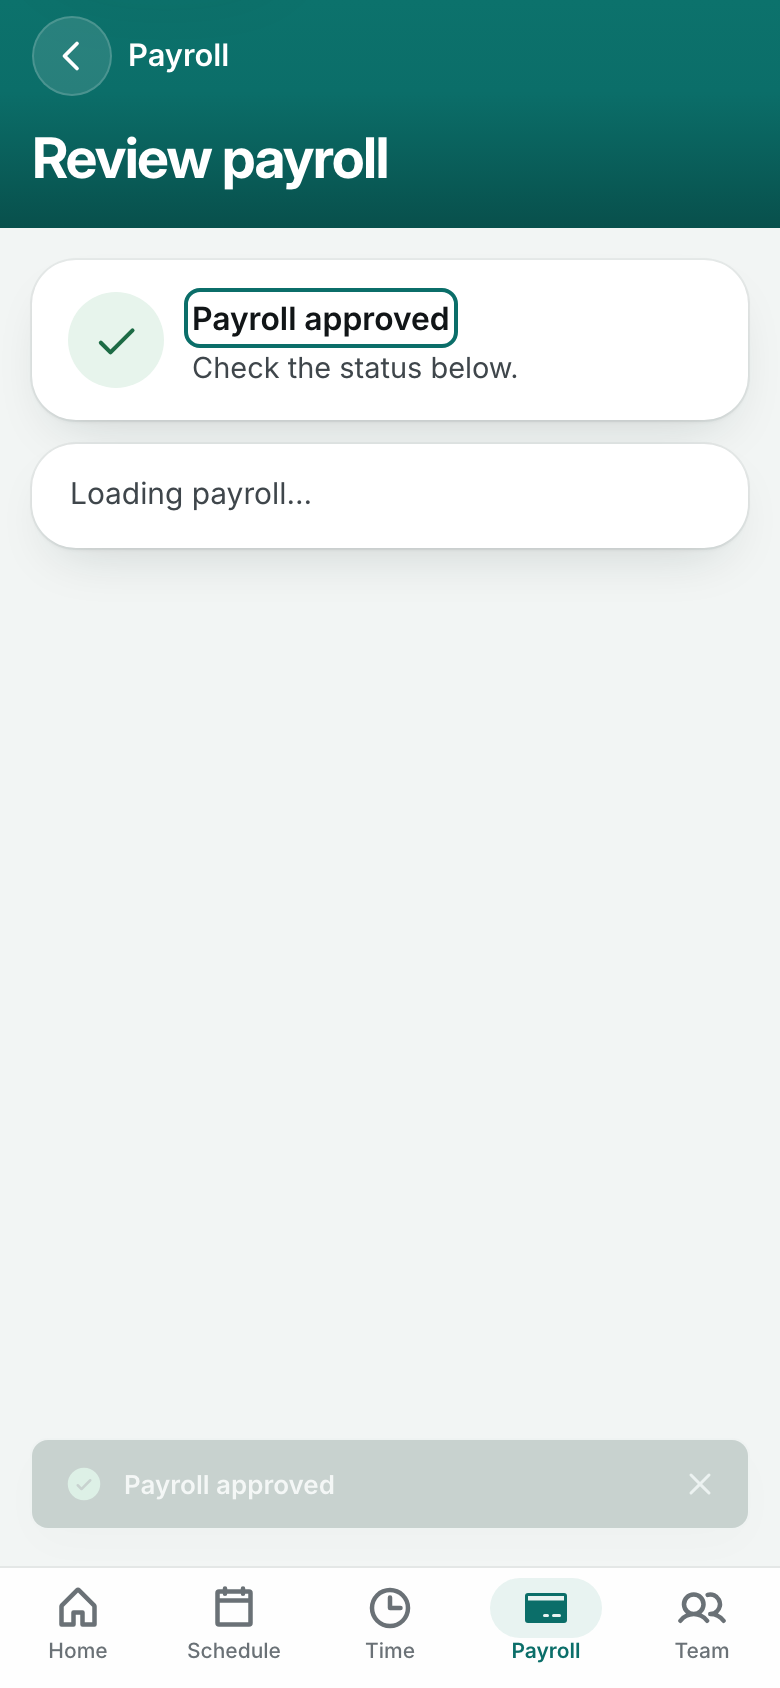 Payroll
Review payroll
Payroll approved
Check the status below.
Loading payroll...
Payroll approved
Home
Schedule
Time
Payroll
Team